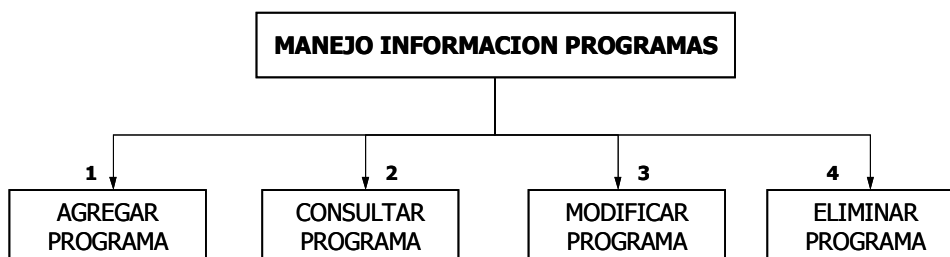 MANEJO INFORMACION PROGRAMAS
1
2
3
4
AGREGAR
PROGRAMA
CONSULTAR
PROGRAMA
MODIFICAR
PROGRAMA
ELIMINAR
PROGRAMA